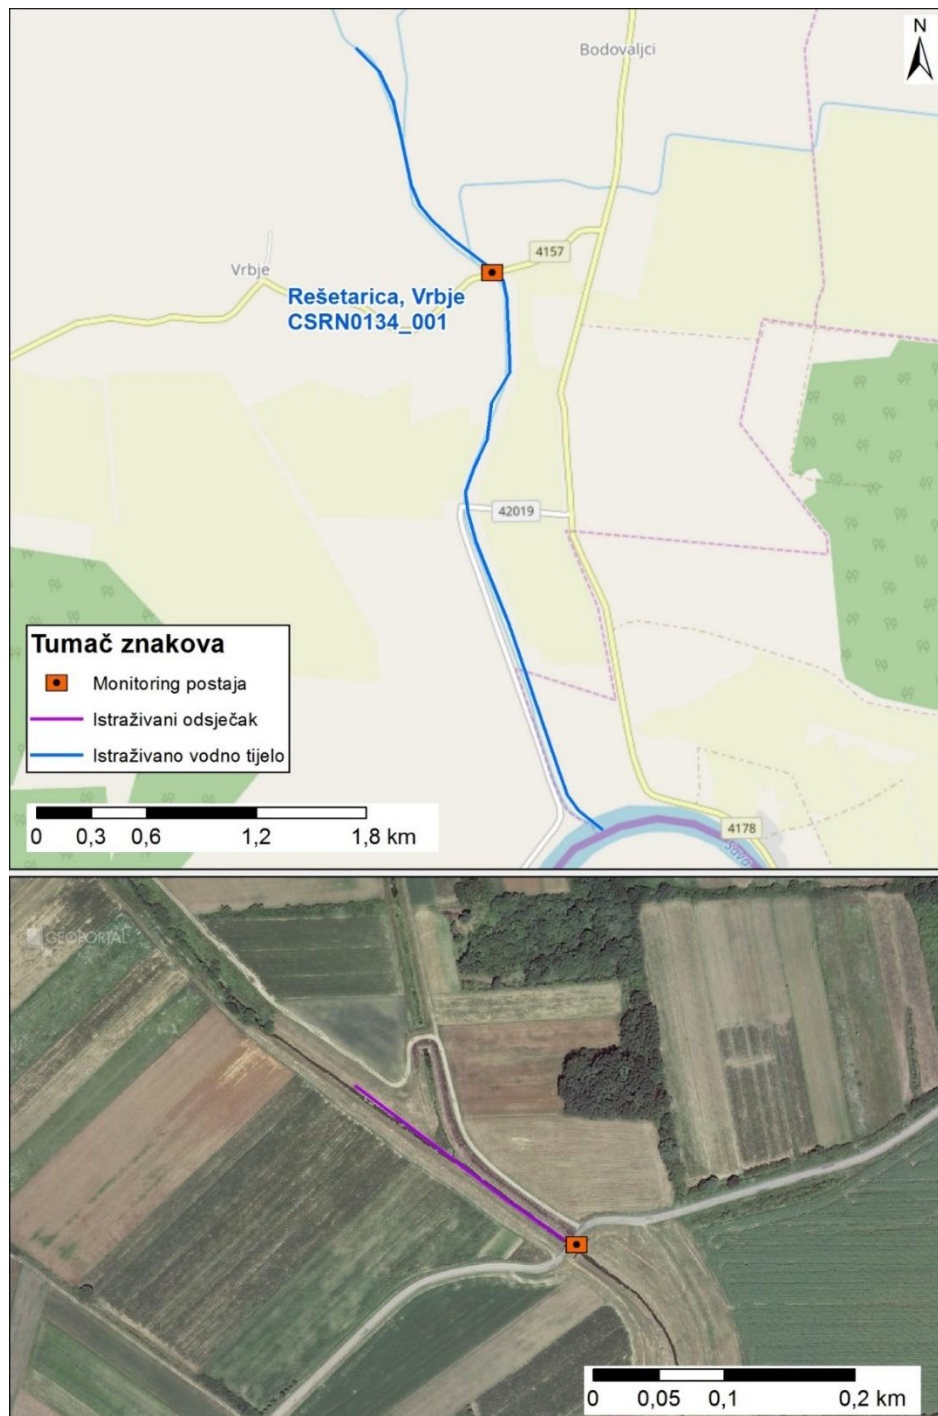 N
Bodovaljci
4157
Vrbje
Rešetarica, Vrbje
CSRN0134_001
42019
Tumač znakova
Monitoring postaja
Istraživani odsječak
Istraživano vodno tijelo
0 0,3 0,6 1,2 1,8 km
4178
Sava
GEOPORTAL
0 0,05 0,1 0,2 km